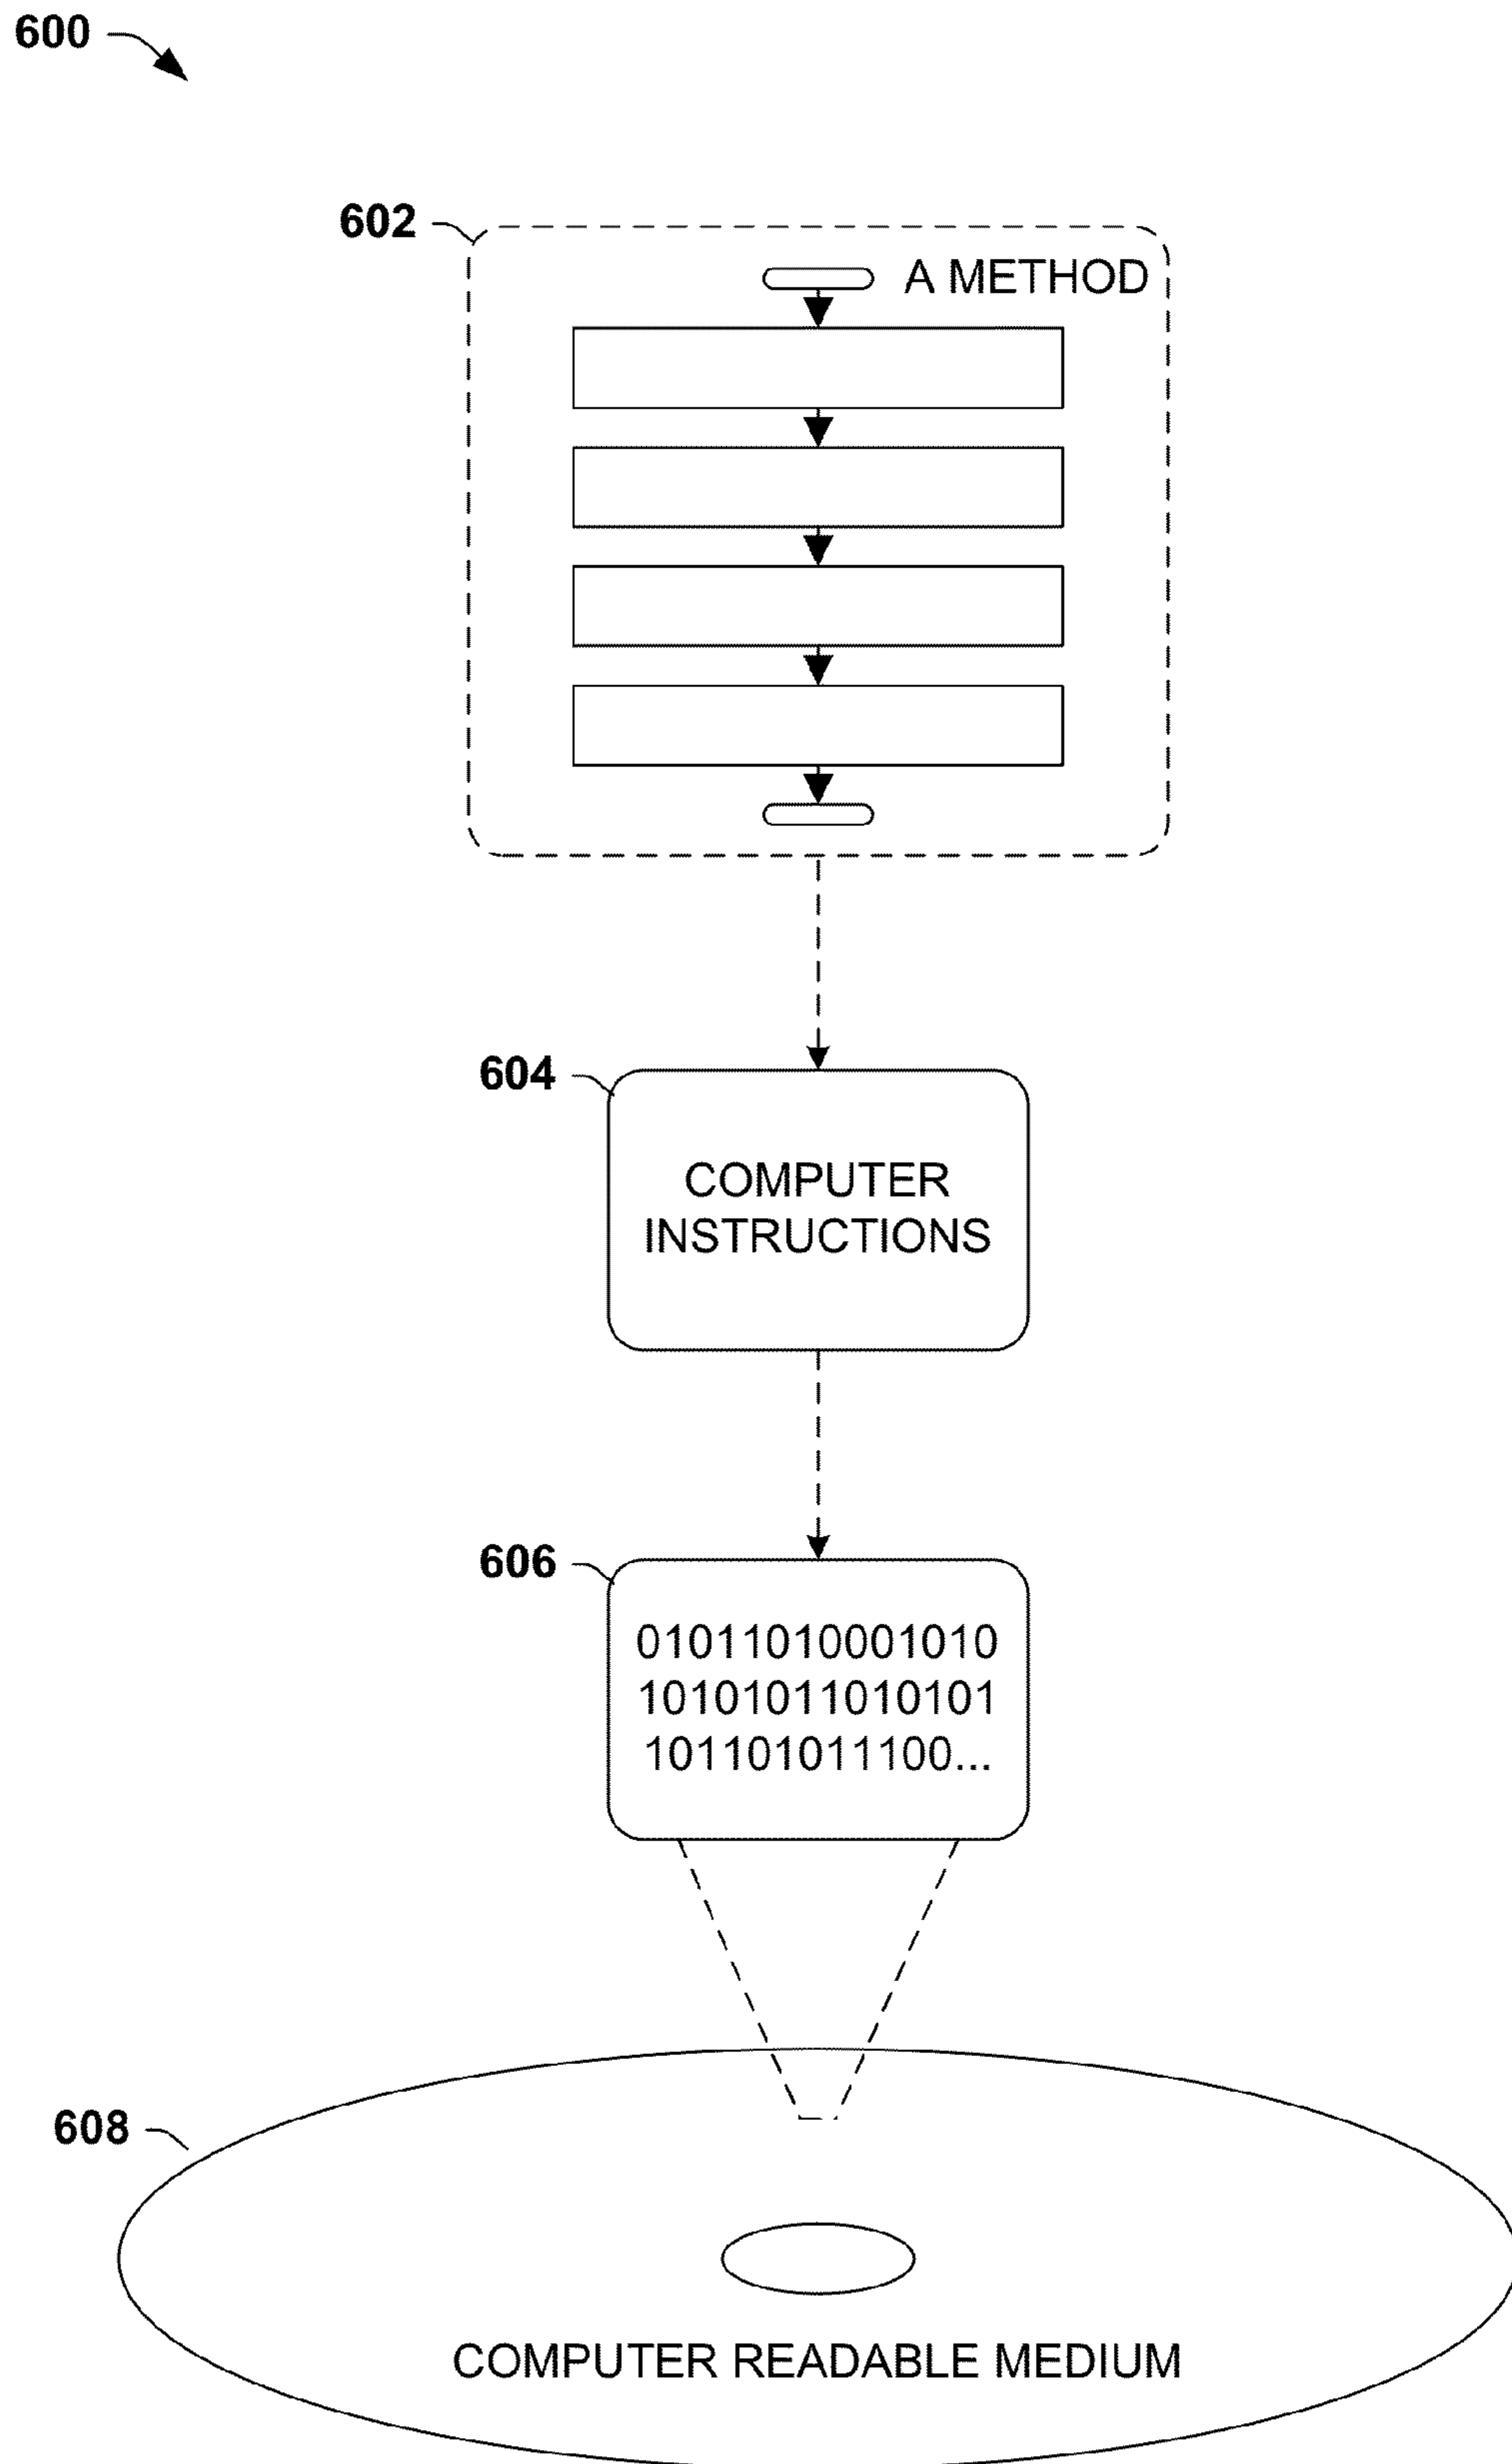 600
602
A METHOD
604
COMPUTER
INSTRUCTIONS
606
01011010001010
10101011010101
101101011100...
608
COMPUTER READABLE MEDIUM